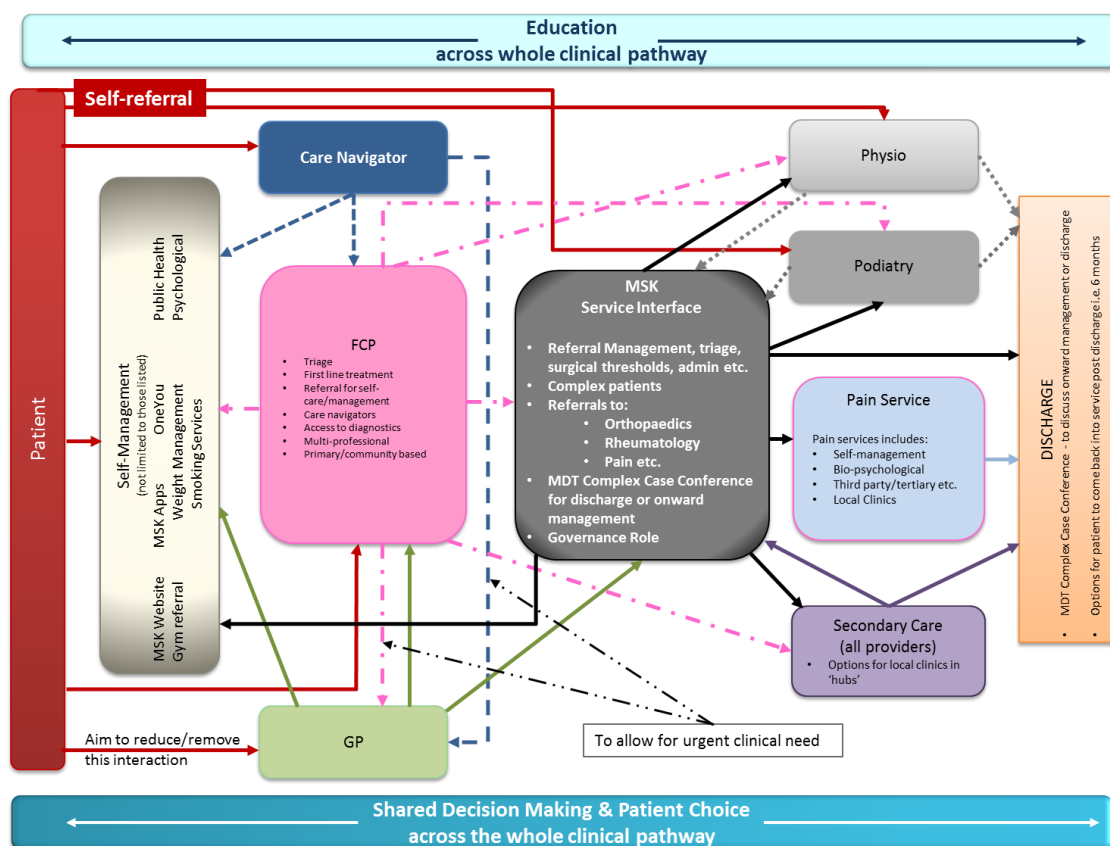 Education
across whole clinical pathway
Self-referral
Patient
Care Navigator
Physio
Podiatry
Self-Management
(not limited to those listed)
Public Health
Psychological
MSK Apps OneYou
Weight Management
Smoking Services
MSK Website
Gym referral
FCP
• Triage
• First line treatment
• Referral for self-
care/management
• Care navigators
• Access to diagnostics
• Multi-professional
• Primary/community based
MSK
Service Interface
• Referral Management, triage,
surgical thresholds, admin etc.
• Complex patients
• Referrals to:
• Orthopaedics
• Rheumatology
• Pain etc.
• MDT Complex Case Conference
for discharge or onward
management
• Governance Role
Pain Service
Pain services includes:
• Self-management
• Bio-psychological
• Third party/tertiary etc.
• Local Clinics
Secondary Care
(all providers)
• Options for local clinics in
‘hubs’
DISCHARGE
• MDT Complex Case Conference - to discuss onward management or discharge
• Options for patient to come back into service post discharge i.e. 6 months
GP
Aim to reduce/remove
this interaction
To allow for urgent clinical need
Shared Decision Making & Patient Choice
across the whole clinical pathway